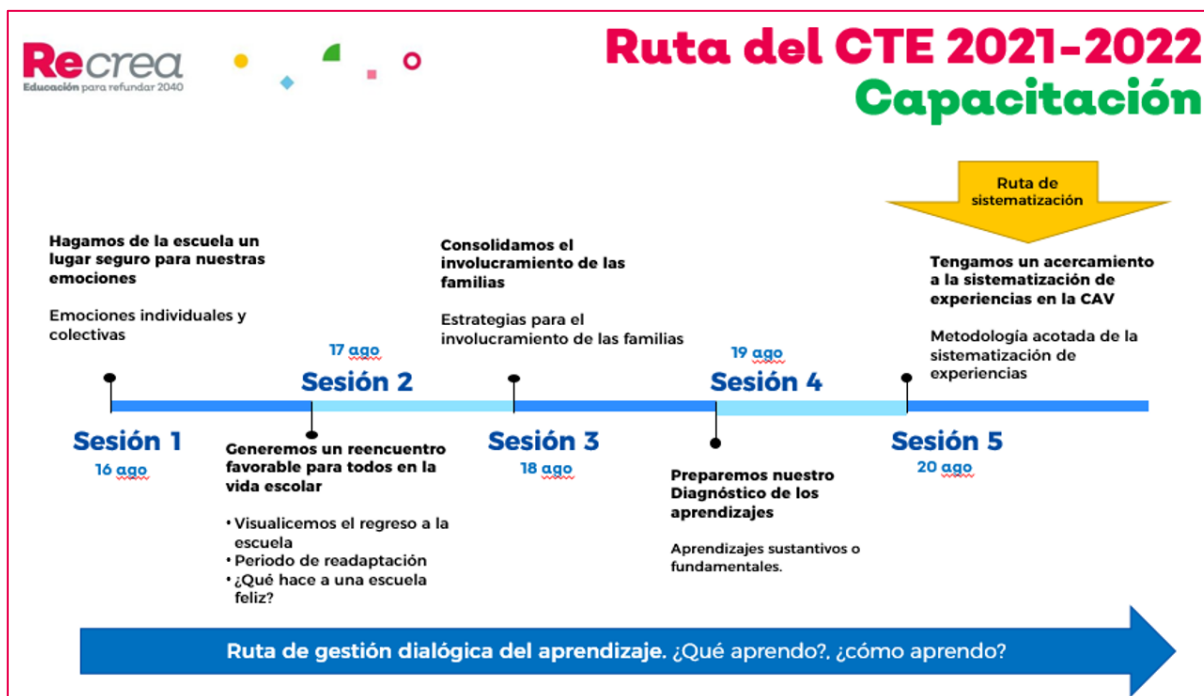 Recrea
Educación para refundar 2040
Ruta del CTE 2021-2022
Capacitación
Ruta de
sistematización
Hagamos de la escuela un
lugar seguro para nuestras
emociones
Emociones individuales y
colectivas
Sesión 1
16 ago
17 ago
Sesión 2
Generemos un reencuentro
favorable para todos en la
vida escolar
• Visualicemos el regreso a la
escuela
• Periodo de readaptación
• ¿Qué hace a una escuela
feliz?
Consolidamos el
involucramiento de las
familias
Estrategias para el
involucramiento de las familias
Sesión 3
18 ago
19 ago
Sesión 4
Preparemos nuestro
Diagnóstico de los
aprendizajes
Aprendizajes sustantivos o
fundamentales.
Tengamos un acercamiento
a la sistematización de
experiencias en la CAV
Metodología acotada de la
sistematización de
experiencias
Sesión 5
20 ago
Ruta de gestión dialógica del aprendizaje. ¿Qué aprendo?, ¿cómo aprendo?